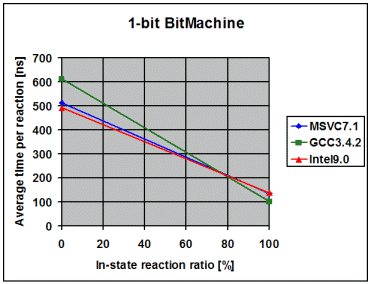 1-bit BitMachine
Average time per reaction [ns]
700
600
500
400
300
200
100
0
0 20 40 60 80 100
In-state reaction ratio [%]
MSVC7.1
GCC3.4.2
Intel9.0